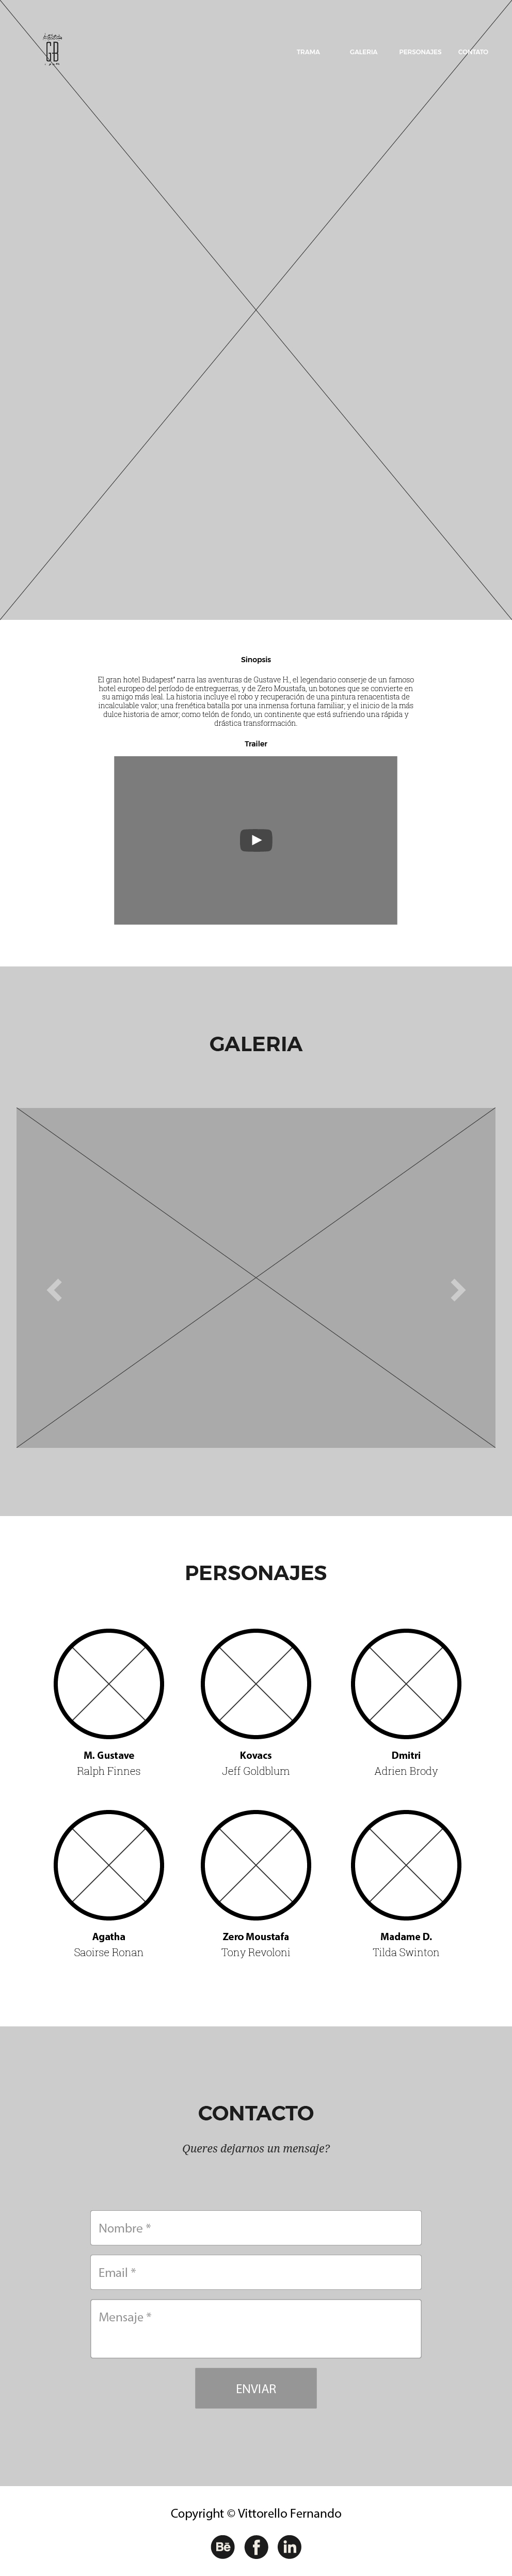 GB
TRAMA GALERIA PERSONAJES CONTATO
Sinopsis
El gran hotel Budapest" narra las aventuras de Gustave H., el legendario conserje de un famoso
hotel europeo del período de entreguerras, y de Zero Moustafa, un botones que se convierte en
su amigo más leal. La historia incluye el robo y recuperación de una pintura renacentista de
incalculable valor; una frenética batalla por una inmensa fortuna familiar; y el inicio de la más
dulce historia de amor; como telón de fondo, un continente que está sufriendo una rápida y
drástica transformación.
Trailer
GALERIA
PERSONAJES
M. Gustave
Ralph Finnes
Kovacs
Jeff Goldblum
Dmitri
Adrien Brody
Agatha
Saoirse Ronan
Zero Moustafa
Tony Revoloni
Madame D.
Tilda Swinton
CONTACTO
Queres dejarnos un mensaje?
Nombre *
Email *
Mensaje *
ENVIAR
Copyright © Vittorello Fernando
Bē f in